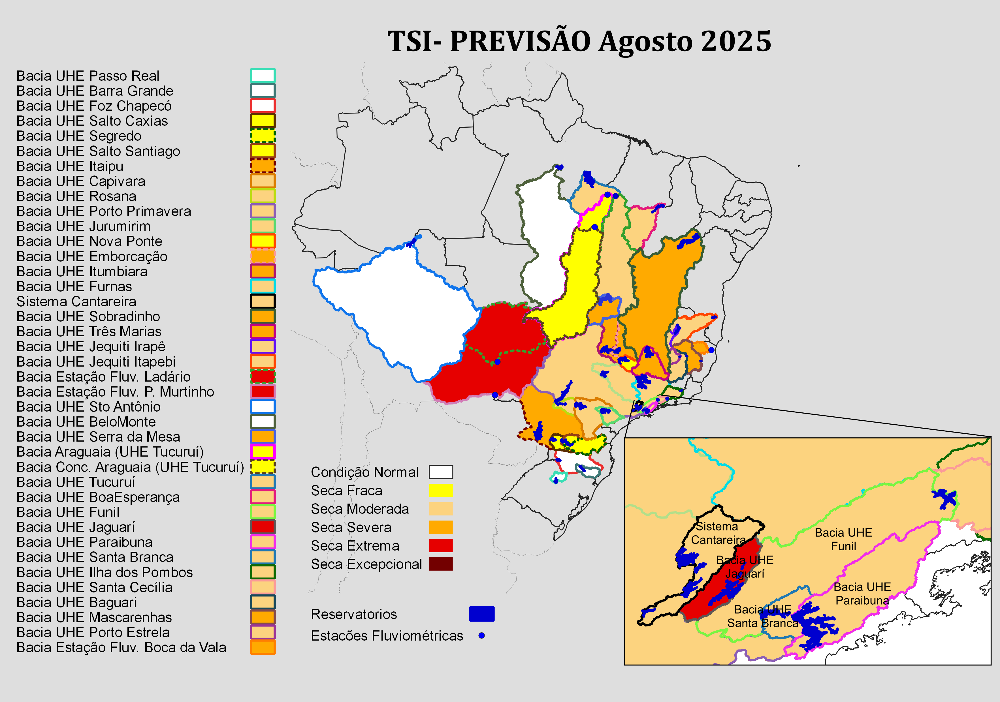 TSI- PREVISÃO Agosto 2025
Bacia UHE Passo Real
Bacia UHE Barra Grande
Bacia UHE Foz Chapecó
Bacia UHE Salto Caxias
Bacia UHE Segredo
Bacia UHE Salto Santiago
Bacia UHE Itaipu
Bacia UHE Capivara
Bacia UHE Rosana
Bacia UHE Porto Primavera
Bacia UHE Jurumirim
Bacia UHE Nova Ponte
Bacia UHE Emborcação
Bacia UHE Itumbiara
Bacia UHE Furnas
Sistema Cantareira
Bacia UHE Sobradinho
Bacia UHE Três Marias
Bacia UHE Jequiti Irapê
Bacia UHE Jequiti Itapebi
Bacia Estação Fluv. Ladário
Bacia Estação Fluv. P. Murtinho
Bacia UHE Sto Antônio
Bacia UHE BeloMonte
Bacia UHE Serra da Mesa
Bacia Araguaia (UHE Tucuruí)
Bacia Conc. Araguaia (UHE Tucuruí)
Bacia UHE Tucuruí
Bacia UHE BoaEsperança
Bacia UHE Funil
Bacia UHE Jaguarí
Bacia UHE Paraibuna
Bacia UHE Santa Branca
Bacia UHE Ilha dos Pombos
Bacia UHE Santa Cecília
Bacia UHE Baguari
Bacia UHE Mascarenhas
Bacia UHE Porto Estrela
Bacia Estação Fluv. Boca da Vala
Condição Normal
Seca Fraca
Seca Moderada
Seca Severa
Seca Extrema
Seca Excepcional
Reservatorios
Estacões Fluviométricas
Sistema
Cantareira
Bacia UHE
Funil
Bacia UHE
Jaguarí
Bacia UHE
Paraibuna
Bacia UHE
Santa Branca